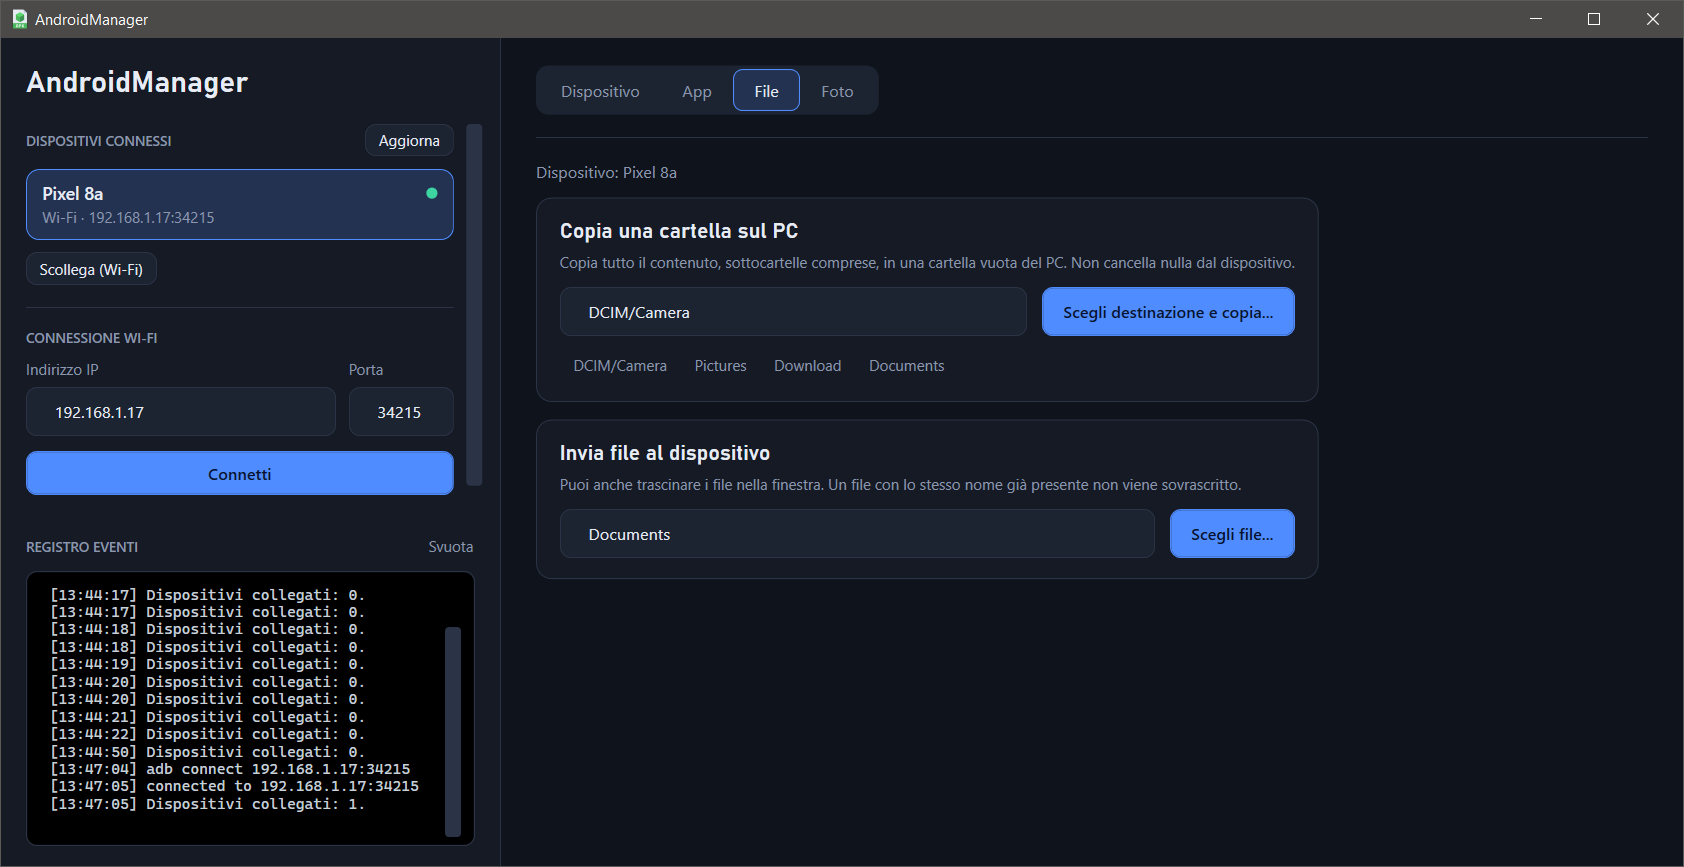 AndroidManager
AndroidManager
DISPOSITIVI CONNESSI
Aggiorna
Pixel 8a
Wi-Fi · 192.168.1.17:34215
Scollega (Wi-Fi)
CONNESSIONE WI-FI
Indirizzo IP
Porta
192.168.1.17
34215
Connetti
REGISTRO EVENTI
Svuota
[13:44:17] Dispositivi collegati: 0.
[13:44:17] Dispositivi collegati: 0.
[13:44:18] Dispositivi collegati: 0.
[13:44:18] Dispositivi collegati: 0.
[13:44:19] Dispositivi collegati: 0.
[13:44:20] Dispositivi collegati: 0.
[13:44:20] Dispositivi collegati: 0.
[13:44:21] Dispositivi collegati: 0.
[13:44:22] Dispositivi collegati: 0.
[13:44:50] Dispositivi collegati: 0.
[13:47:04] adb connect 192.168.1.17:34215
[13:47:05] connected to 192.168.1.17:34215
[13:47:05] Dispositivi collegati: 1.
Dispositivo
App
File
Foto
Dispositivo: Pixel 8a
Copia una cartella sul PC
Copia tutto il contenuto, sottocartelle comprese, in una cartella vuota del PC. Non cancella nulla dal dispositivo.
DCIM/Camera
Scegli destinazione e copia...
DCIM/Camera
Pictures
Download
Documents
Invia file al dispositivo
Puoi anche trascinare i file nella finestra. Un file con lo stesso nome già presente non viene sovrascritto.
Documents
Scegli file...